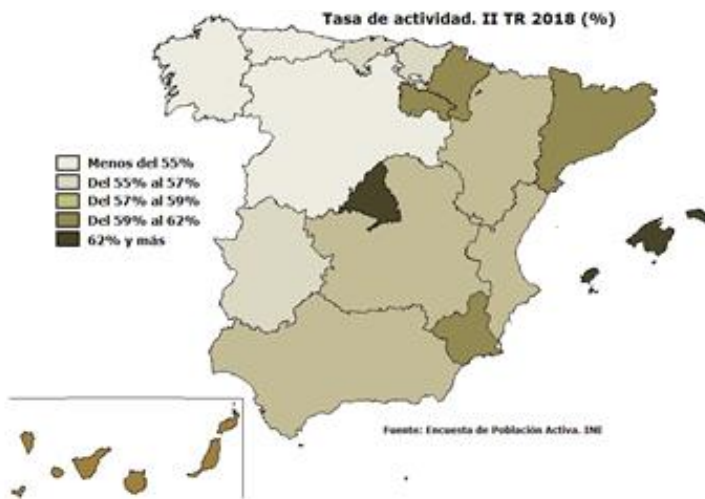 Tasa de actividad. II TR 2018 (%)
Menos del 55%
Del 55% al 57%
Del 57% al 59%
Del 59% al 62%
62% y más
Fuente: Encuesta de Población Activa. INE